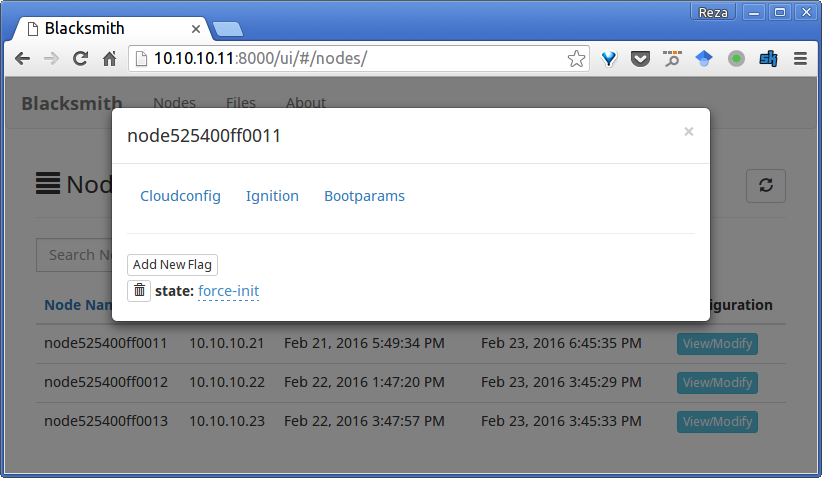 Reza
Blacksmith
10.10.10.11:8000/ui/#/nodes/
Blacksmith Nodes Files About
node525400ff0011 ×
Nod
Cloudconfig Ignition Bootparams
Search No
Add New Flag
state: force-init
Node Nam iguration
node525400ff0011 10.10.10.21 Feb 21, 2016 5:49:34 PM Feb 23, 2016 6:45:35 PM View/Modify
node525400ff0012 10.10.10.22 Feb 22, 2016 1:47:20 PM Feb 23, 2016 3:45:29 PM View/Modify
node525400ff0013 10.10.10.23 Feb 22, 2016 3:47:57 PM Feb 23, 2016 3:45:33 PM View/Modify